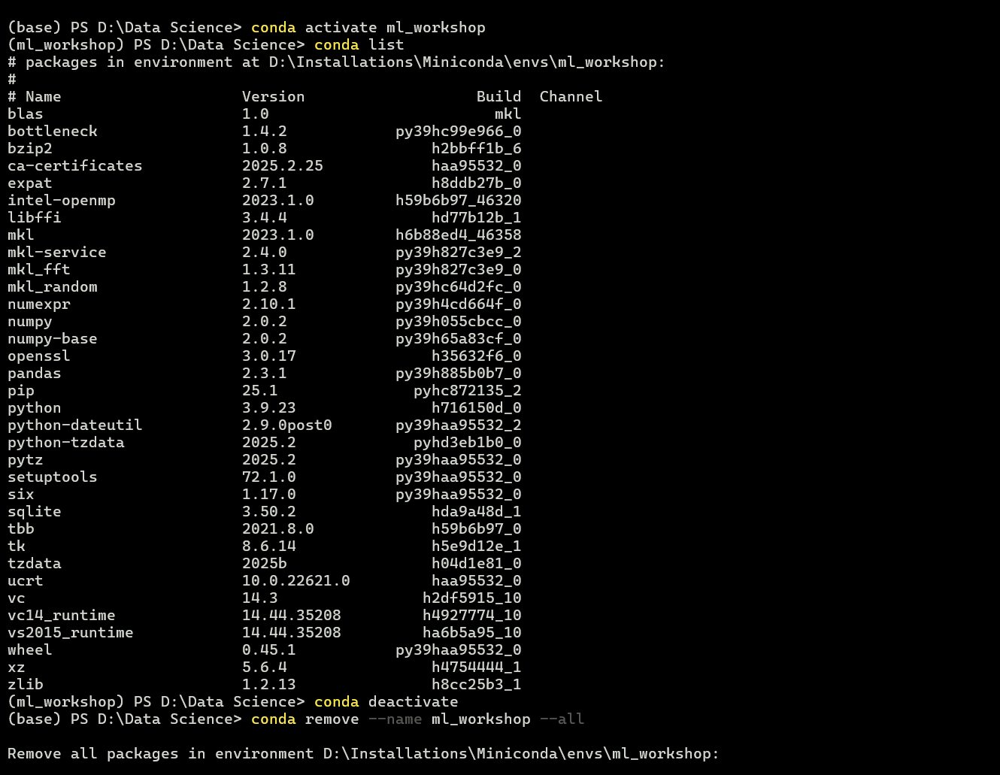 (base) PS D:\Data Science> conda activate ml_workshop
(ml_workshop) PS D:\Data Science> conda list
# packages in environment at D:\Installations\Miniconda\envs\ml_workshop:
#
# Name                    Version                   Build  Channel
blas                      1.0                         mkl
bottleneck                1.4.2            py39hc99e966_0
bzip2                     1.0.8                h2bbff1b_6
ca-certificates           2025.2.25            haa95532_0
expat                     2.7.1                h8ddb27b_0
intel-openmp              2023.1.0         h59b6b97_46320
libffi                    3.4.4                hd77b12b_1
mkl                       2023.1.0         h6b88ed4_46358
mkl-service               2.4.0            py39h827c3e9_2
mkl_fft                   1.3.11           py39h827c3e9_0
mkl_random                1.2.8            py39hc64d2fc_0
numexpr                   2.10.1           py39h4cd664f_0
numpy                     2.0.2            py39h055cbcc_0
numpy-base                2.0.2            py39h65a83cf_0
openssl                   3.0.17               h35632f6_0
pandas                    2.3.1            py39h885b0b7_0
pip                       25.1               pyhc872135_2
python                    3.9.23               h716150d_0
python-dateutil           2.9.0post0       py39haa95532_2
python-tzdata             2025.2             pyhd3eb1b0_0
pytz                      2025.2           py39haa95532_0
setuptools                72.1.0           py39haa95532_0
six                       1.17.0           py39haa95532_0
sqlite                    3.50.2               hda9a48d_1
tbb                       2021.8.0             h59b6b97_0
tk                        8.6.14               h5e9d12e_1
tzdata                    2025b                h04d1e81_0
ucrt                      10.0.22621.0         haa95532_0
vc                        14.3                h2df5915_10
vc14_runtime              14.44.35208         h4927774_10
vs2015_runtime            14.44.35208         ha6b5a95_10
wheel                     0.45.1           py39haa95532_0
xz                        5.6.4                h4754444_1
zlib                      1.2.13               h8cc25b3_1
(ml_workshop) PS D:\Data Science> conda deactivate
(base) PS D:\Data Science> conda remove --name ml_workshop --all
Remove all packages in environment D:\Installations\Miniconda\envs\ml_workshop: